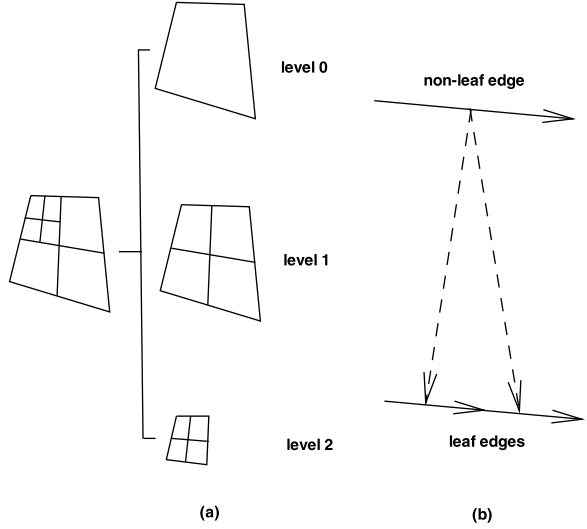 level 0
non-leaf edge
level 1
level 2
leaf edges
(a)
(b)